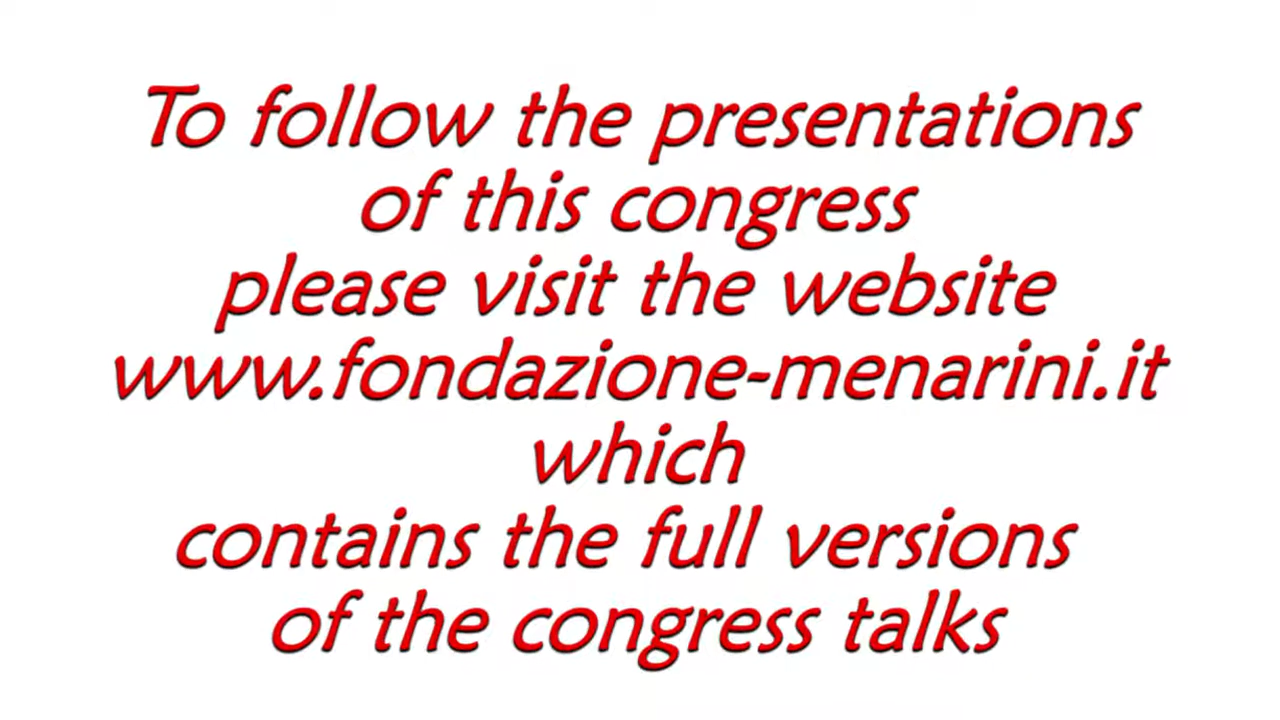 To follow the presentations
of this congress
please visit the website
www.fondazione-menarini.it
which
contains the full versions
of the congress talks